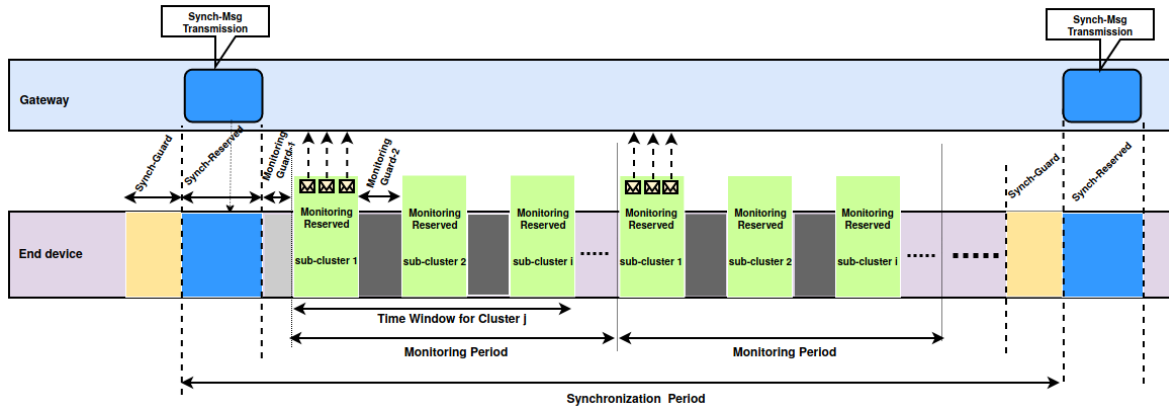 Synch-Msg
Transmission
Synch-Msg
Transmission
Gateway
Synch-Guard
Synch-Reserved
Monitoring
Guard-1
Monitoring
Guard-2
Synch-Guard
Synch-Reserved
End device
Monitoring
Reserved
sub-cluster 1
Monitoring
Reserved
sub-cluster 2
Monitoring
Reserved
sub-cluster i
Monitoring
Reserved
sub-cluster 1
Monitoring
Reserved
sub-cluster 2
Monitoring
Reserved
sub-cluster i
Time Window for Cluster j
Monitoring Period
Monitoring Period
Synchronization Period